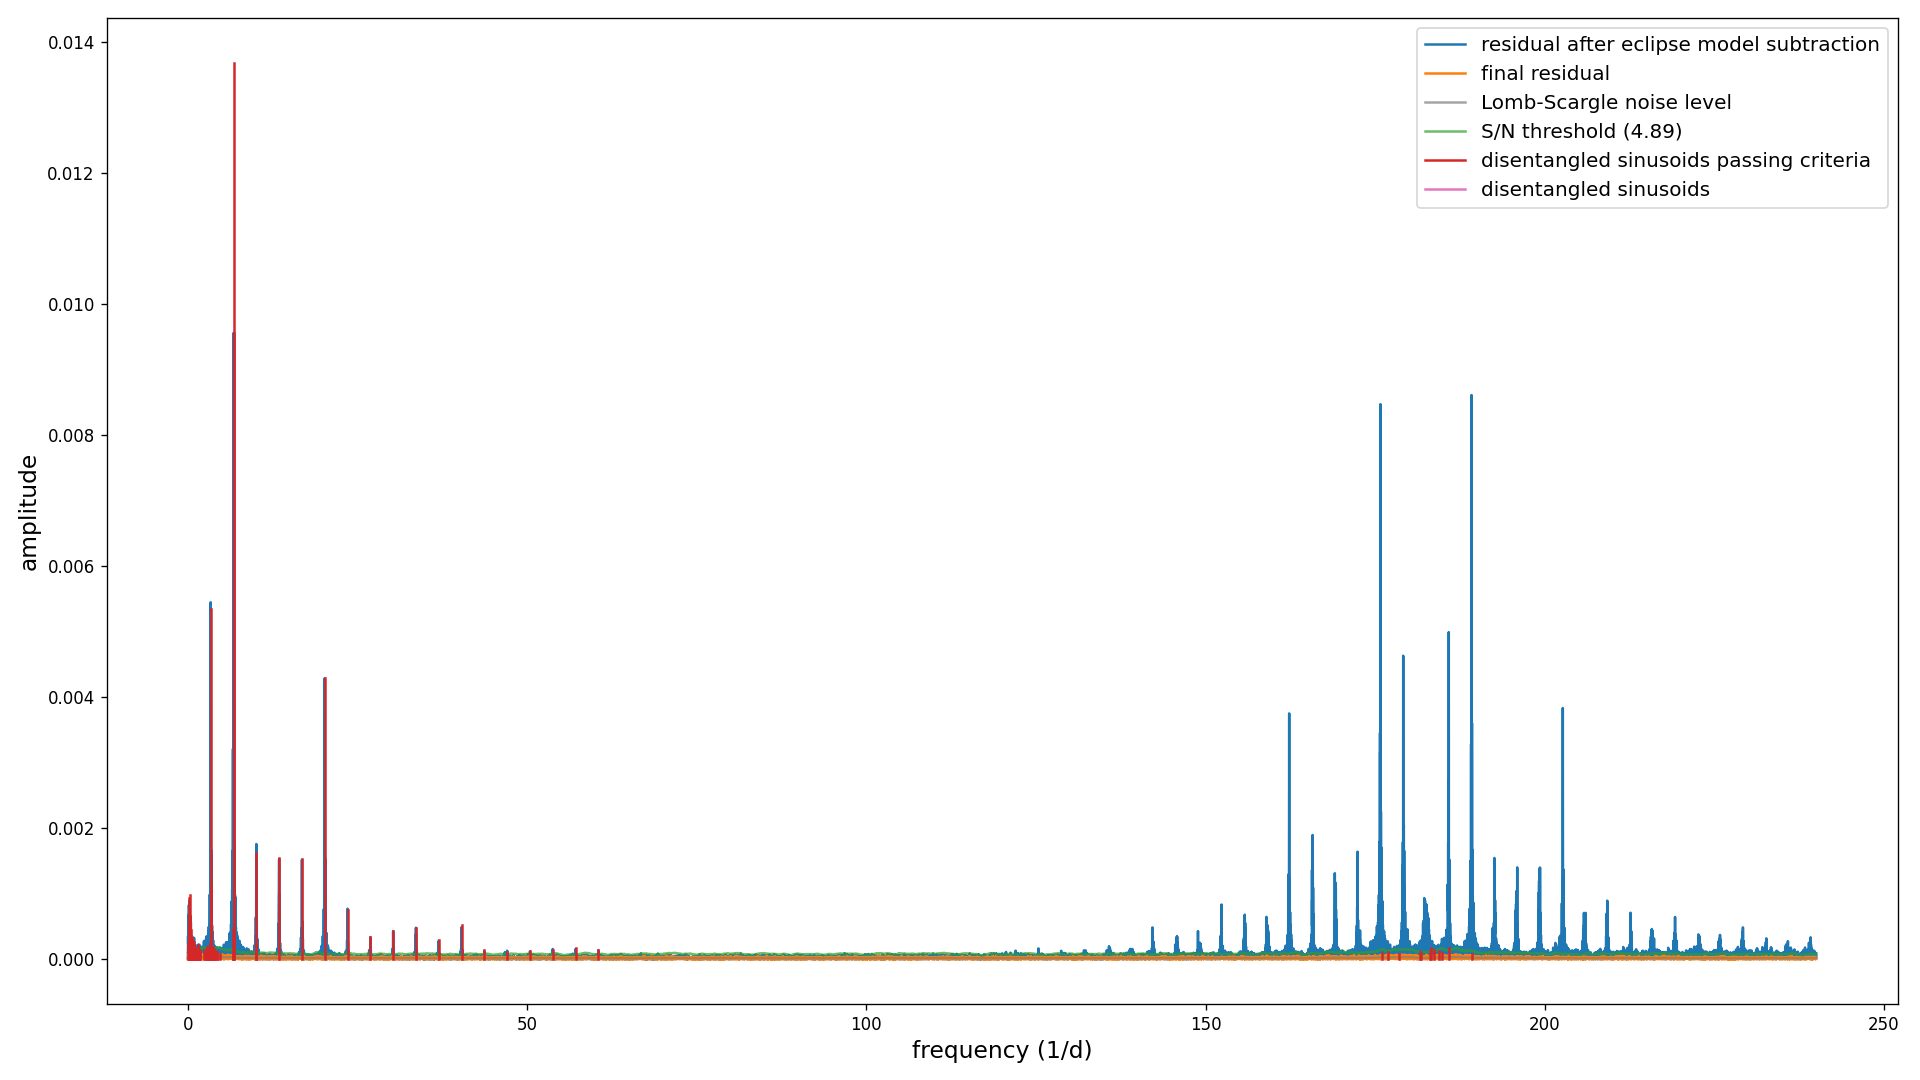 0.014
0.012
0.010
0.008
0.006
0.004
0.002
0.000
amplitude
0
50
100
150
200
250
frequency (1/d)
residual after eclipse model subtraction
final residual
Lomb-Scargle noise level
S/N threshold (4.89)
disentangled sinusoids passing criteria
disentangled sinusoids